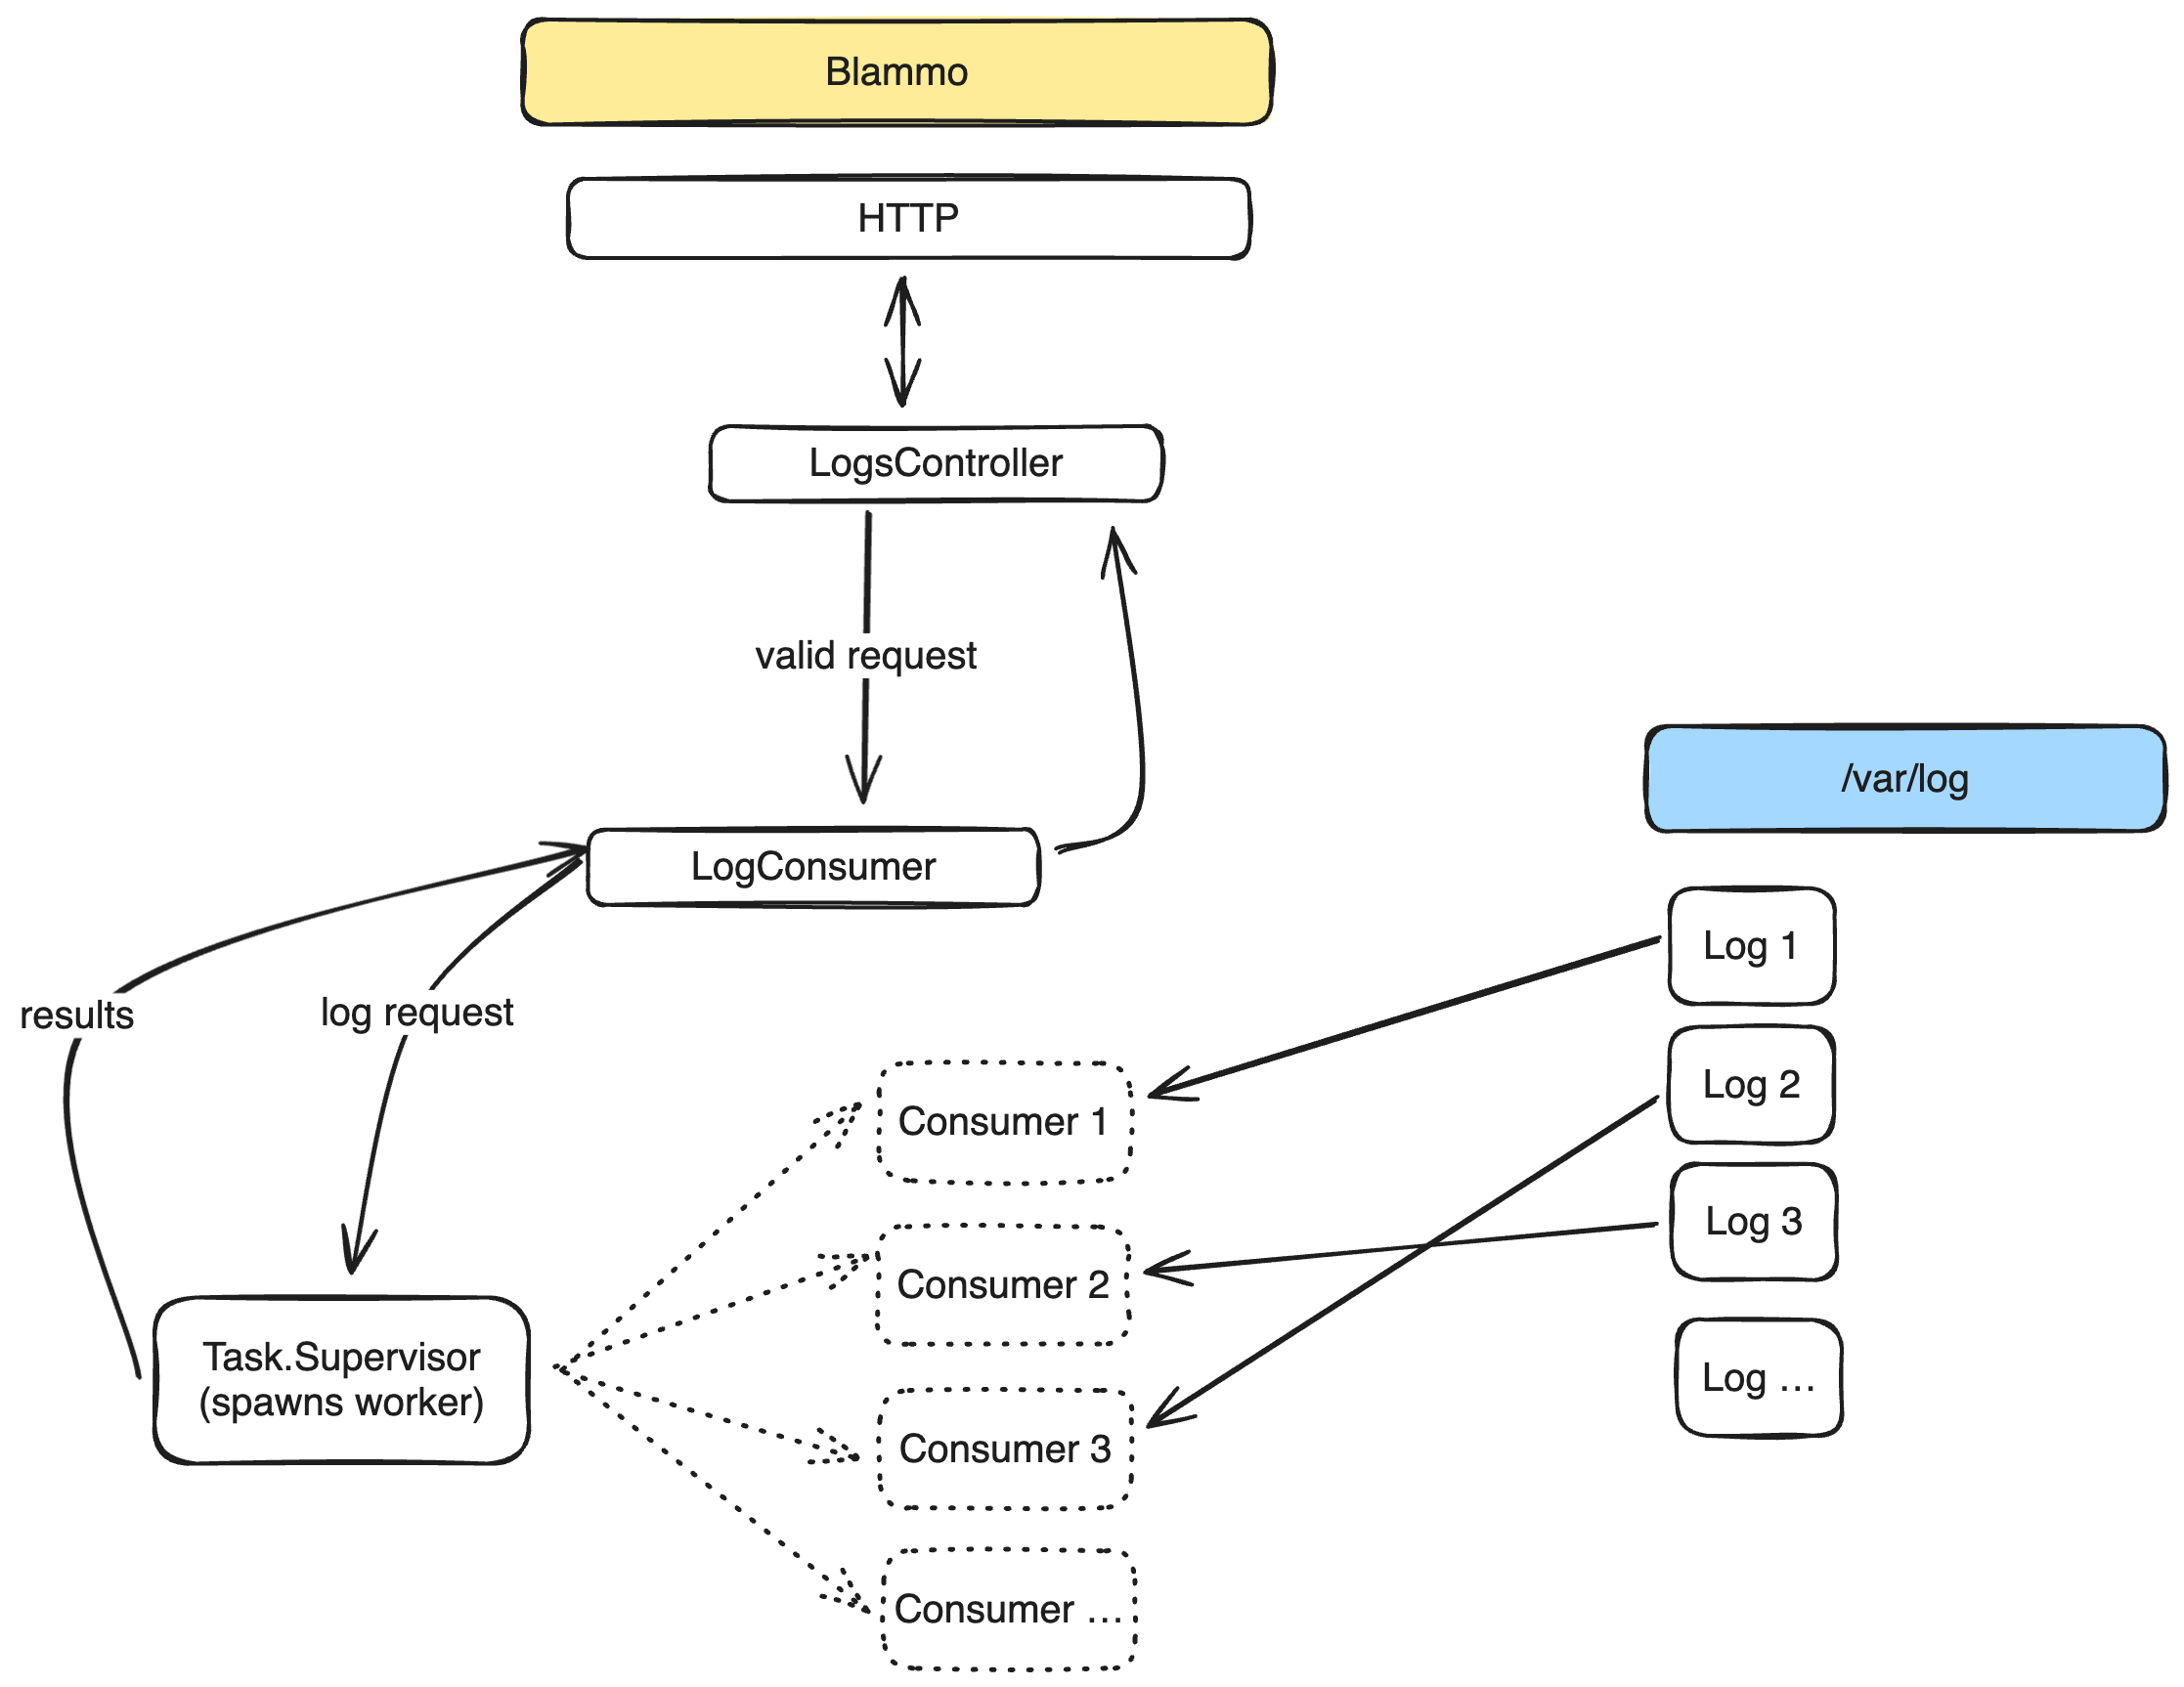 Blammo
HTTP
LogsController
valid request
/var/log
LogConsumer
Log 1
results
log request
Log 2
Consumer 1
Log 3
Consumer 2
Task.Supervisor
(spawns worker)
Log ...
Consumer 3
Consumer ...